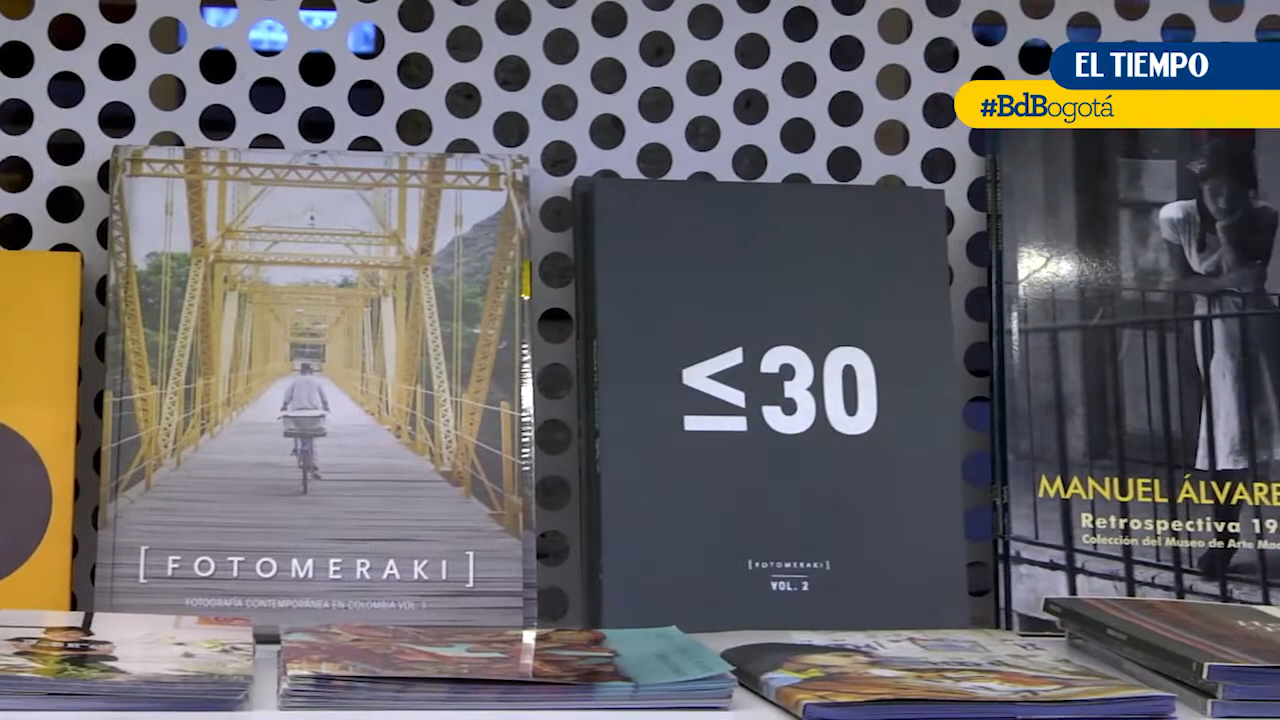 EL TIEMPO
#BdBogotá
[FOTOMERAKI]
FOTOGRAFÍA CONTEMPORÁNEA EN COLOMBIA VOL. 1
≤30
[FOTOMERAKI]
VOL. 2
MANUEL ÁLVARE
Retrospectiva 19
Colección del Museo de Arte Mo